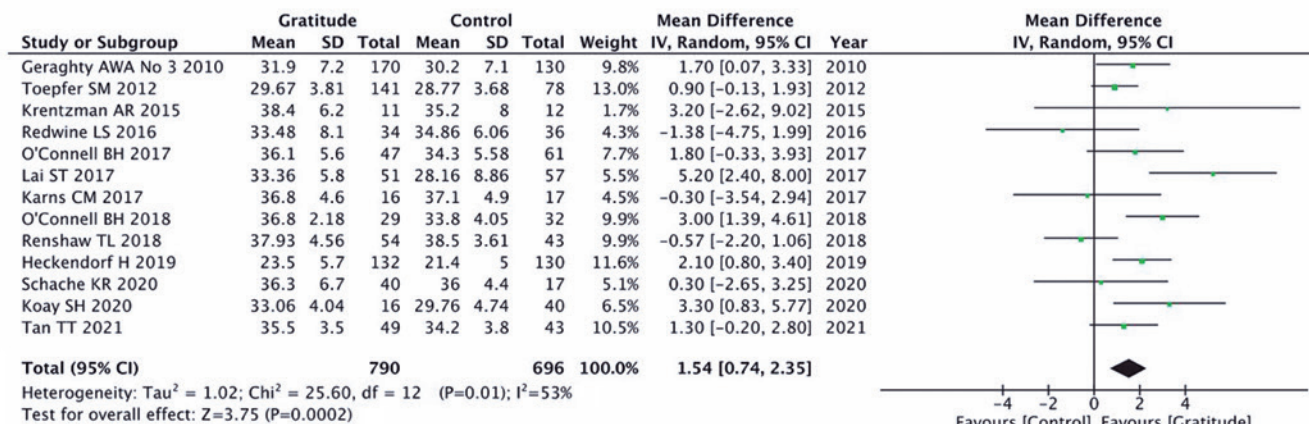 Gratitude Control Mean Difference Mean Difference
Study or Subgroup Mean SD Total Mean SD Total Weight IV, Random, 95% CI Year IV, Random, 95% CI
Geraghty AWA No 3 2010 31.9 7.2 170 30.2 7.1 130 9.8% 1.70 [0.07, 3.33] 2010
Toepfer SM 2012 29.67 3.81 141 28.77 3.68 78 13.0% 0.90 [-0.13, 1.93] 2012
Krentzman AR 2015 38.4 6.2 11 35.2 8 12 1.7% 3.20 [-2.62, 9.02] 2015
Redwine LS 2016 33.48 8.1 34 34.86 6.06 36 4.3% -1.38 [-4.75, 1.99] 2016
O'Connell BH 2017 36.1 5.6 47 34.3 5.58 61 7.7% 1.80 [-0.33, 3.93] 2017
Lai ST 2017 33.36 5.8 51 28.16 8.86 57 5.5% 5.20 [2.40, 8.00] 2017
Karns CM 2017 36.8 4.6 16 37.1 4.9 17 4.5% -0.30 [-3.54, 2.94] 2017
O'Connell BH 2018 36.8 2.18 29 33.8 4.05 32 9.9% 3.00 [1.39, 4.61] 2018
Renshaw TL 2018 37.93 4.56 54 38.5 3.61 43 9.9% -0.57 [-2.20, 1.06] 2018
Heckendorf H 2019 23.5 5.7 132 21.4 5 130 11.6% 2.10 [0.80, 3.40] 2019
Schache KR 2020 36.3 6.7 40 36 4.4 17 5.1% 0.30 [-2.65, 3.25] 2020
Koay SH 2020 33.06 4.04 16 29.76 4.74 40 6.5% 3.30 [0.83, 5.77] 2020
Tan TT 2021 35.5 3.5 49 34.2 3.8 43 10.5% 1.30 [-0.20, 2.80] 2021
Total (95% CI) 790 696 100.0% 1.54 [0.74, 2.35]
Heterogeneity: Tau² = 1.02; Chi² = 25.60, df = 12 (P=0.01); I²=53%
Test for overall effect: Z=3.75 (P=0.0002)
-4 -2 0 2 4
Favours [Control] Favours [Gratitude]